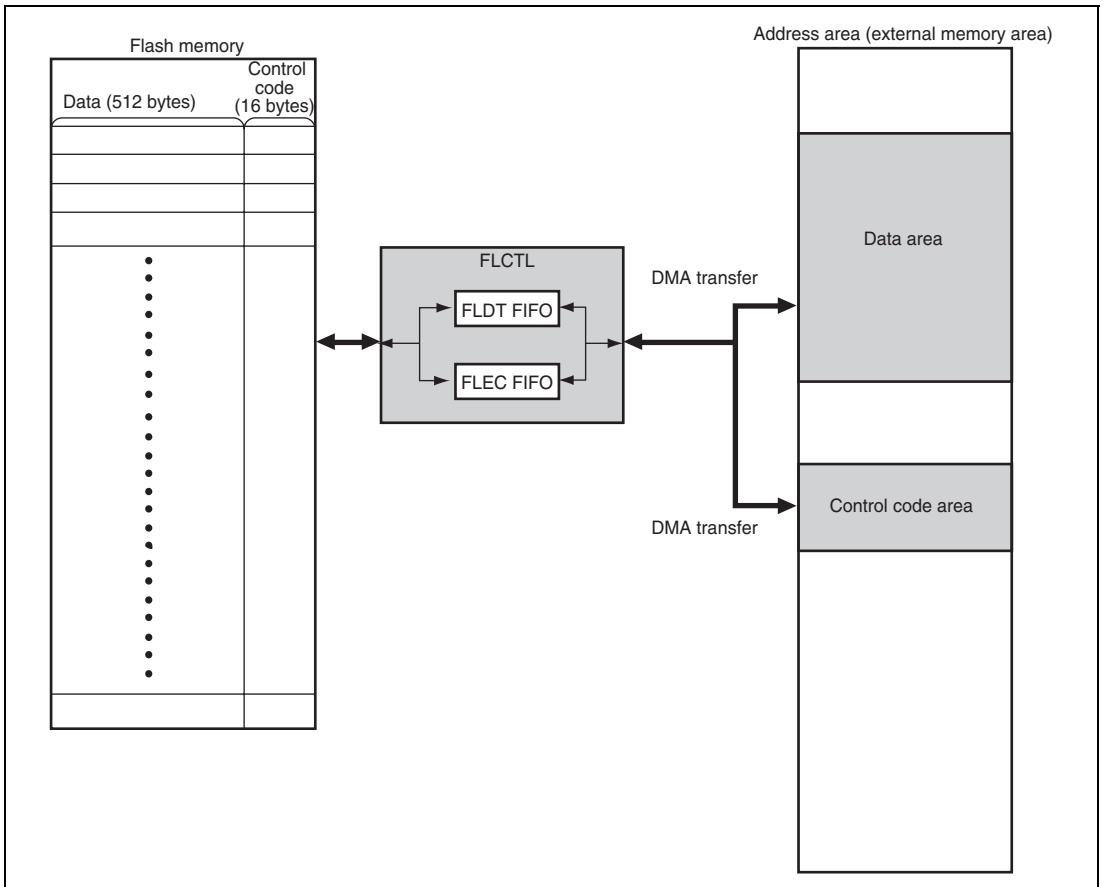 Flash memory
Data (512 bytes)
Control
code
(16 bytes)
FLCTL
FLDT FIFO
FLEC FIFO
DMA transfer
DMA transfer
Address area (external memory area)
Data area
Control code area